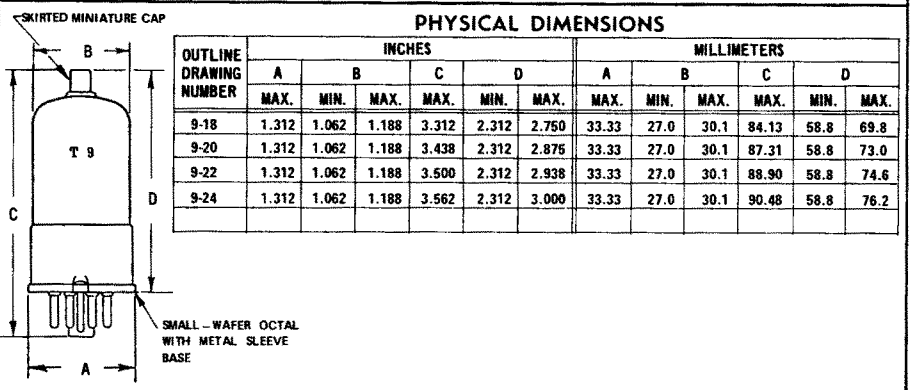 SKIRTED MINIATURE CAP
PHYSICAL DIMENSIONS
OUTLINE DRAWING NUMBER INCHES MILLIMETERS
A B C D A B C D
MAX. MIN. MAX. MAX. MIN. MAX. MAX. MIN. MAX. MAX. MIN. MAX.
9-18 1.312 1.062 1.188 3.312 2.312 2.750 33.33 27.0 30.1 84.13 58.8 69.8
9-20 1.312 1.062 1.188 3.438 2.312 2.875 33.33 27.0 30.1 87.31 58.8 73.0
9-22 1.312 1.062 1.188 3.500 2.312 2.938 33.33 27.0 30.1 88.90 58.8 74.6
9-24 1.312 1.062 1.188 3.562 2.312 3.000 33.33 27.0 30.1 90.48 58.8 76.2
B
T 9
C
D
A
SMALL-WAFER OCTAL
WITH METAL SLEEVE
BASE